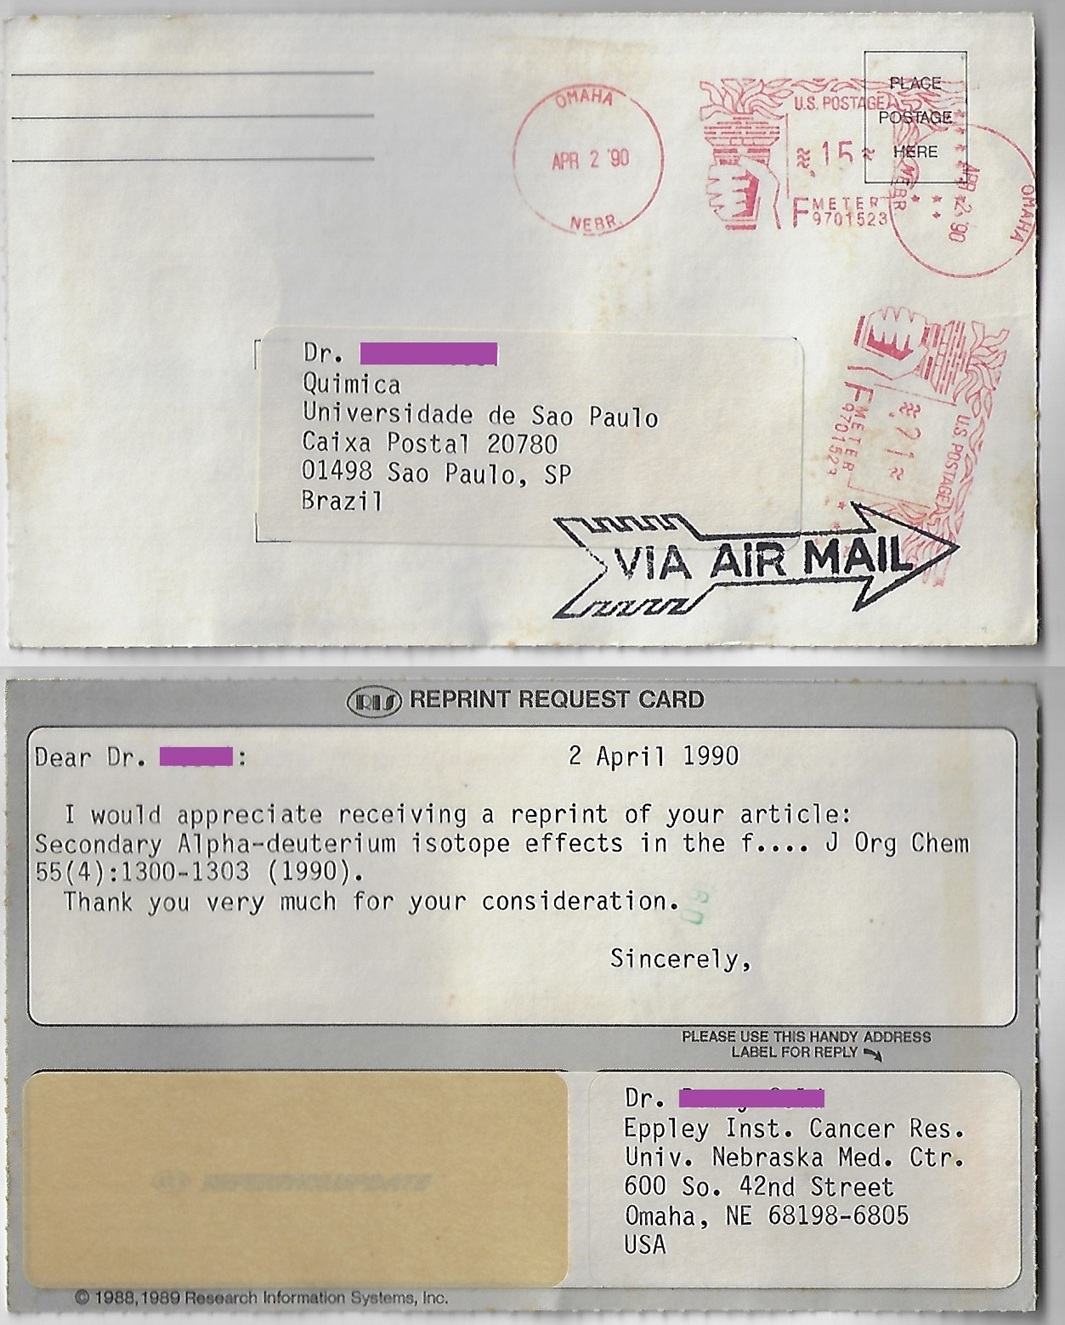 OMAHA
APR 2 '90
NEBR.
U.S. POSTAGE
15
METER
F 9701523
PLACE
POSTAGE
HERE
OMAHA
APR 2 '90
NEBR.
Dr.
Quimica
Universidade de Sao Paulo
Caixa Postal 20780
01498 Sao Paulo, SP
Brazil
U.S. POSTAGE
METER
F 9701523
VIA AIR MAIL
RIS REPRINT REQUEST CARD
Dear Dr. : 2 April 1990
I would appreciate receiving a reprint of your article:
Secondary Alpha-deuterium isotope effects in the f.... J Org Chem
55(4):1300-1303 (1990).
Thank you very much for your consideration.
Sincerely,
PLEASE USE THIS HANDY ADDRESS
LABEL FOR REPLY
Dr.
Eppley Inst. Cancer Res.
Univ. Nebraska Med. Ctr.
600 So. 42nd Street
Omaha, NE 68198-6805
USA
© 1988,1989 Research Information Systems, Inc.